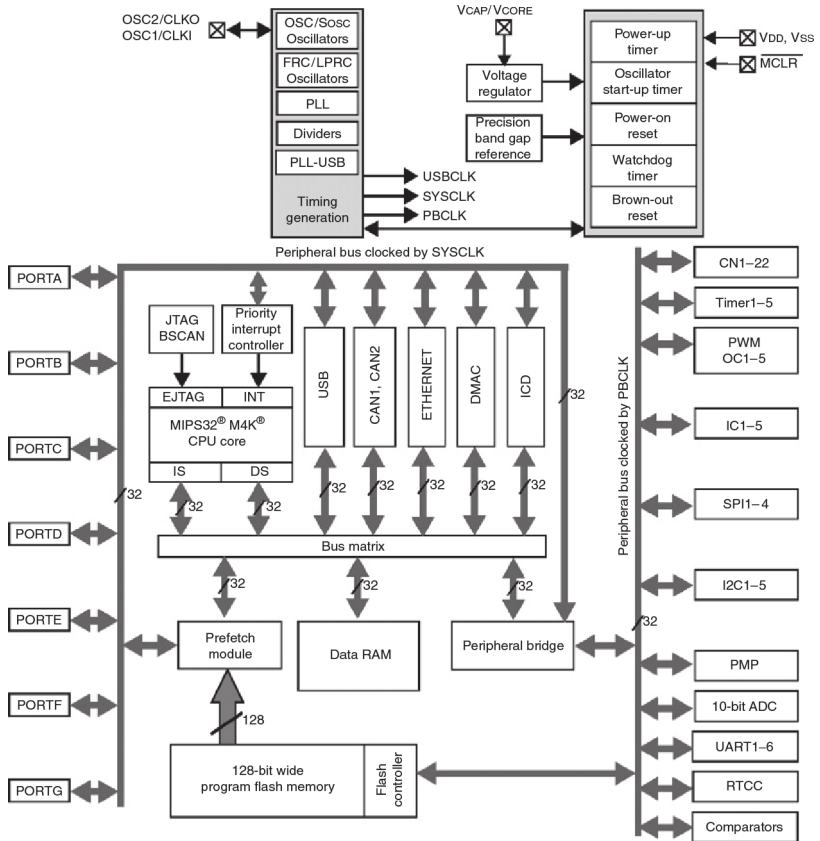 OSC2/CLKO
OSC1/CLKI
OSC/SOSC
Oscillators
FRC/LPRC
Oscillators
PLL
Dividers
PLL-USB
Timing
generation
USBCLK
SYSCLK
PBCLK
VCAP/VCORE
Voltage
regulator
Precision
band gap
reference
Power-up
timer
Oscillator
start-up timer
Power-on
reset
Watchdog
timer
Brown-out
reset
VDD, VSS
MCLR
Peripheral bus clocked by SYSCLK
PORTA
PORTB
PORTC
PORTD
PORTE
PORTF
PORTG
32
JTAG
BSCAN
Priority
interrupt
controller
EJTAG
INT
MIPS32® M4K®
CPU core
IS
DS
USB
CAN1, CAN2
ETHERNET
DMAC
ICD
32
32
32
32
32
32
32
32
Bus matrix
32
32
32
Prefetch
module
Data RAM
Peripheral bridge
128
128-bit wide
program flash memory
Flash
controller
Peripheral bus clocked by PBCLK
32
CN1–22
Timer1–5
PWM
OC1–5
IC1–5
SPI1–4
I2C1–5
PMP
10-bit ADC
UART1–6
RTCC
Comparators